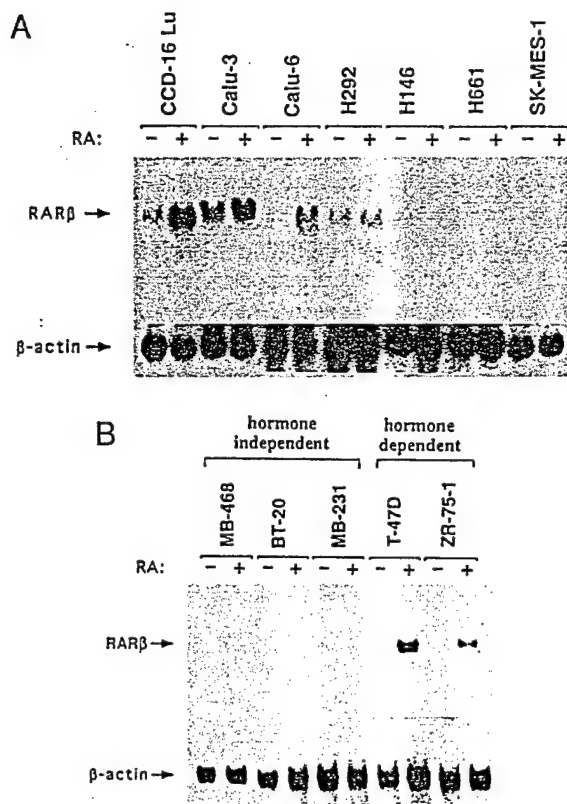 A
CCD-16 Lu
Calu-3
Calu-6
H292
H146
H661
SK-MES-1
RA: - + - + - + - + - + - + - +
RARβ →
β-actin →
B
hormone independent
hormone dependent
MB-468
BT-20
MB-231
T-47D
ZR-75-1
RA: - + - + - + - + - +
RARβ →
β-actin →